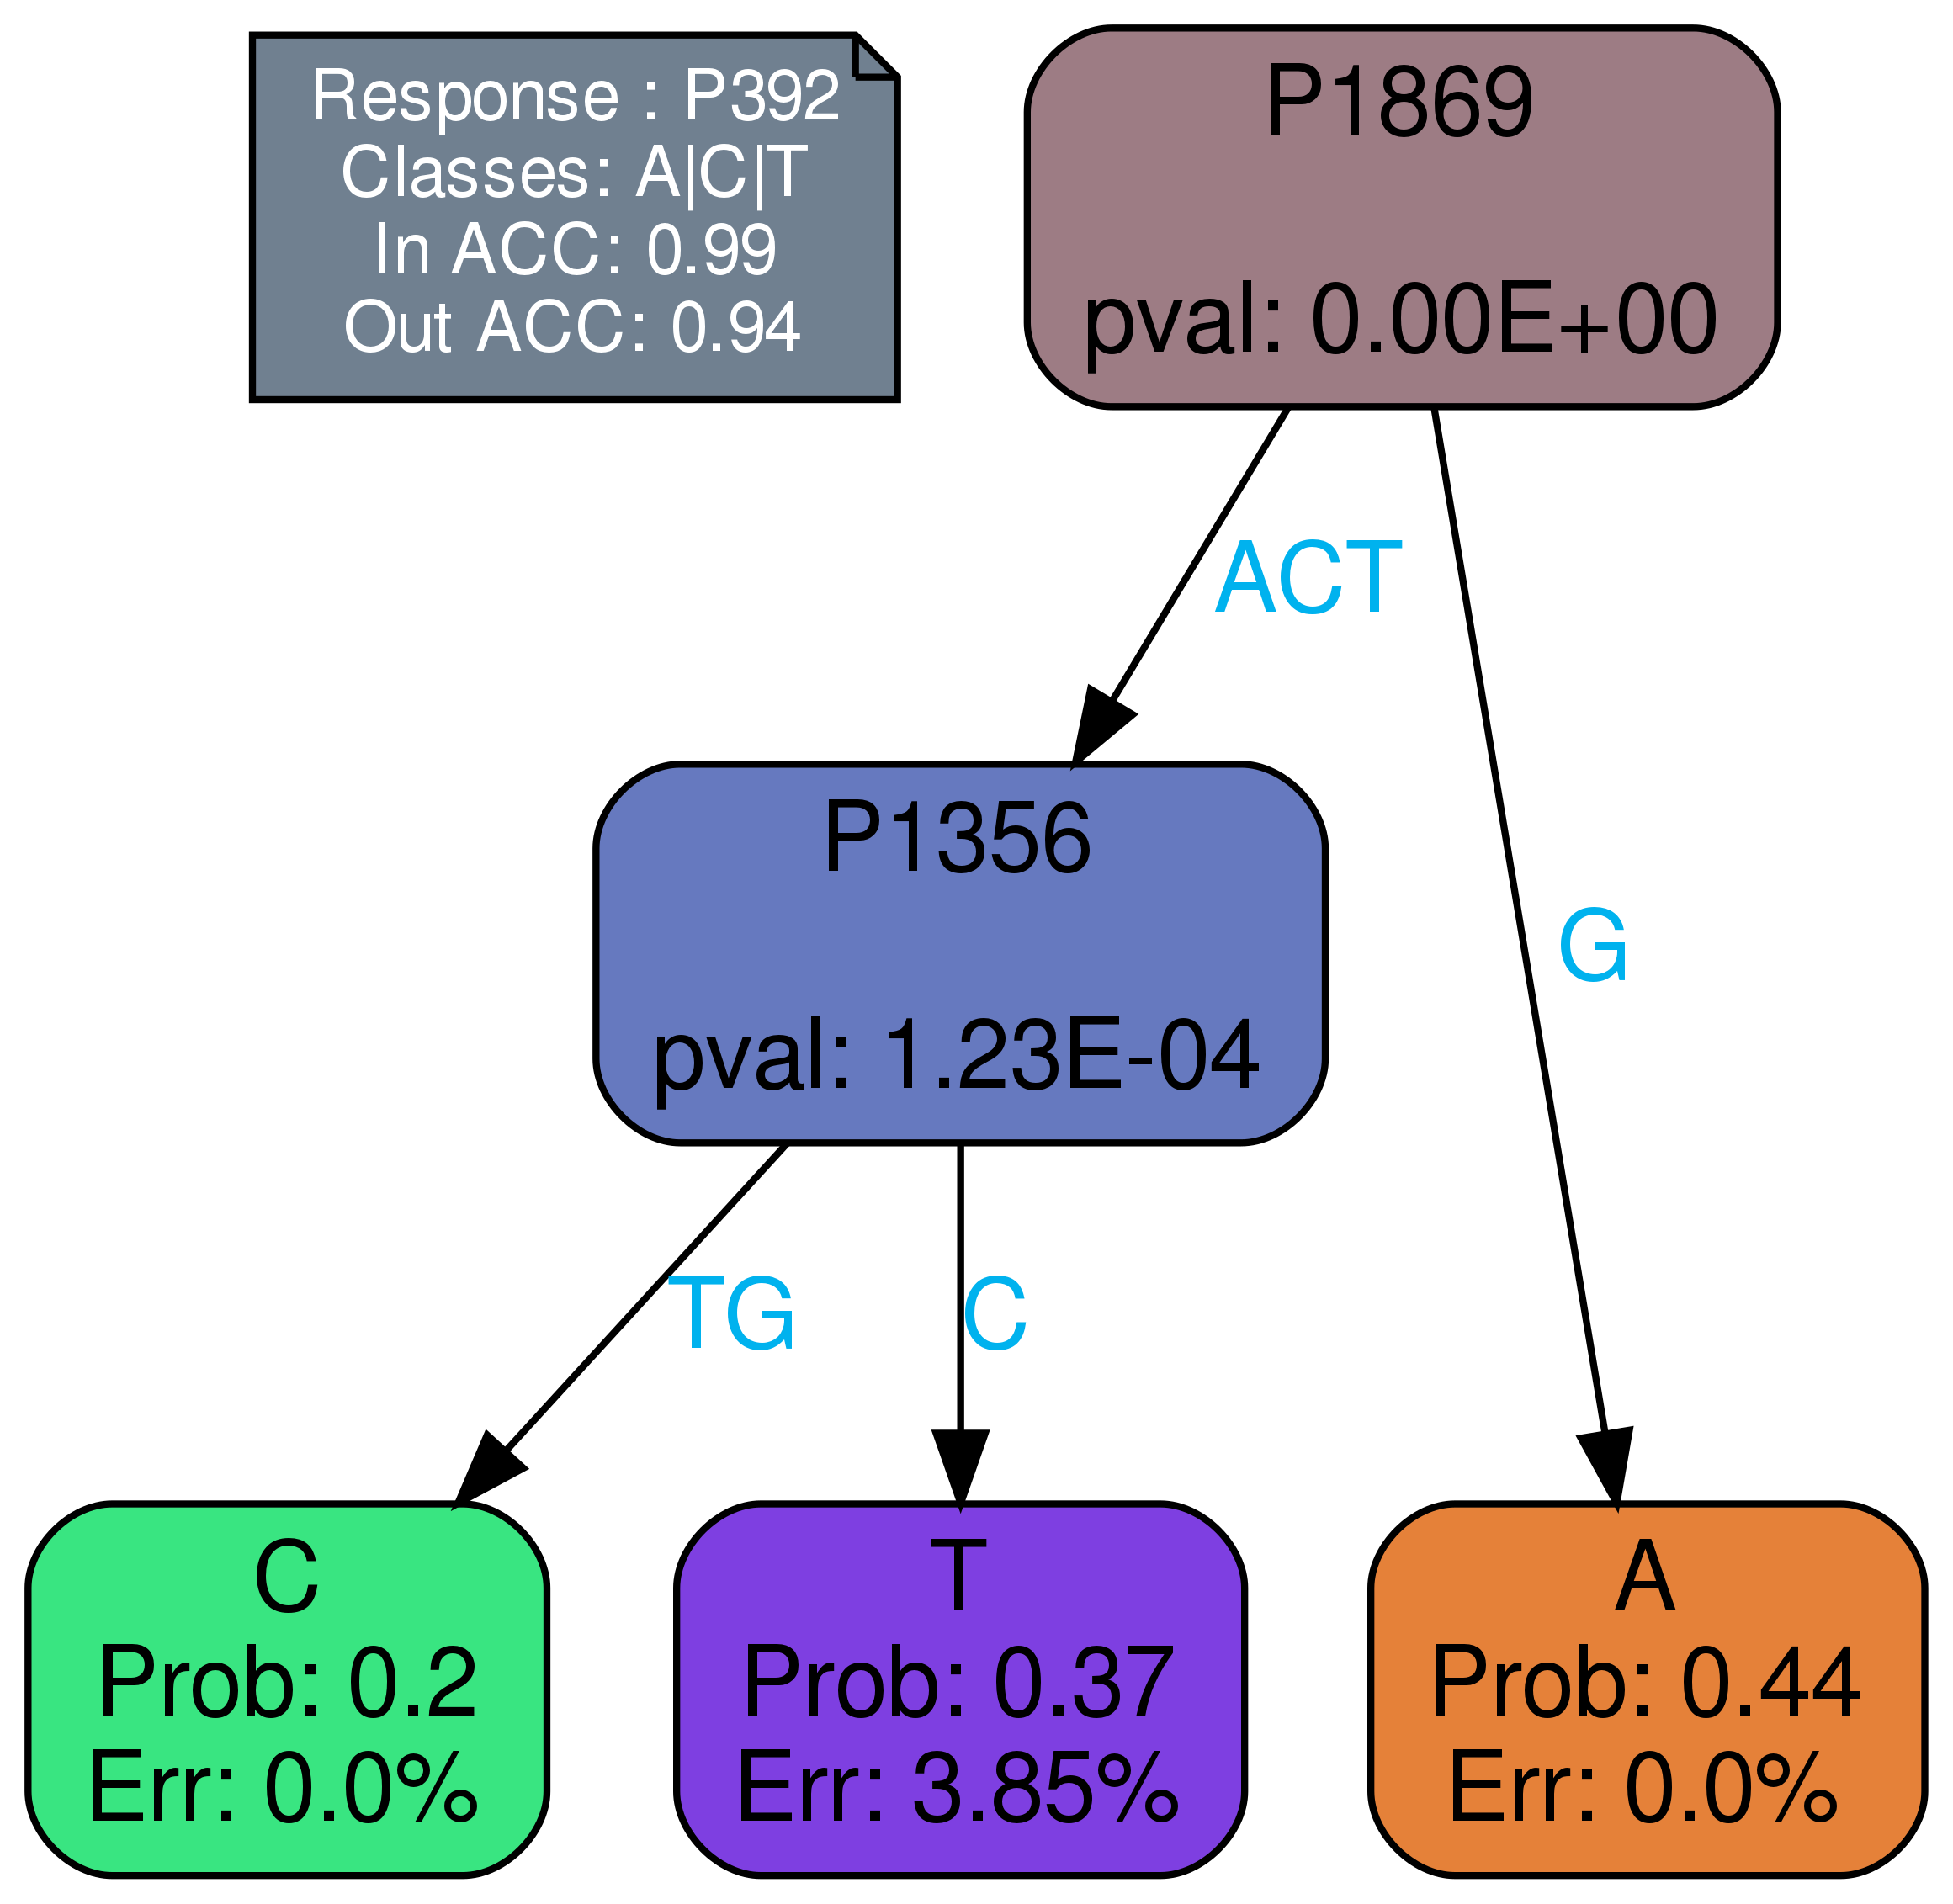 Response : P392
Classes: A|C|T
In ACC: 0.99
Out ACC: 0.94
P1869
pval: 0.00E+00
ACT
G
P1356
pval: 1.23E-04
TG
C
C
Prob: 0.2
Err: 0.0%
T
Prob: 0.37
Err: 3.85%
A
Prob: 0.44
Err: 0.0%